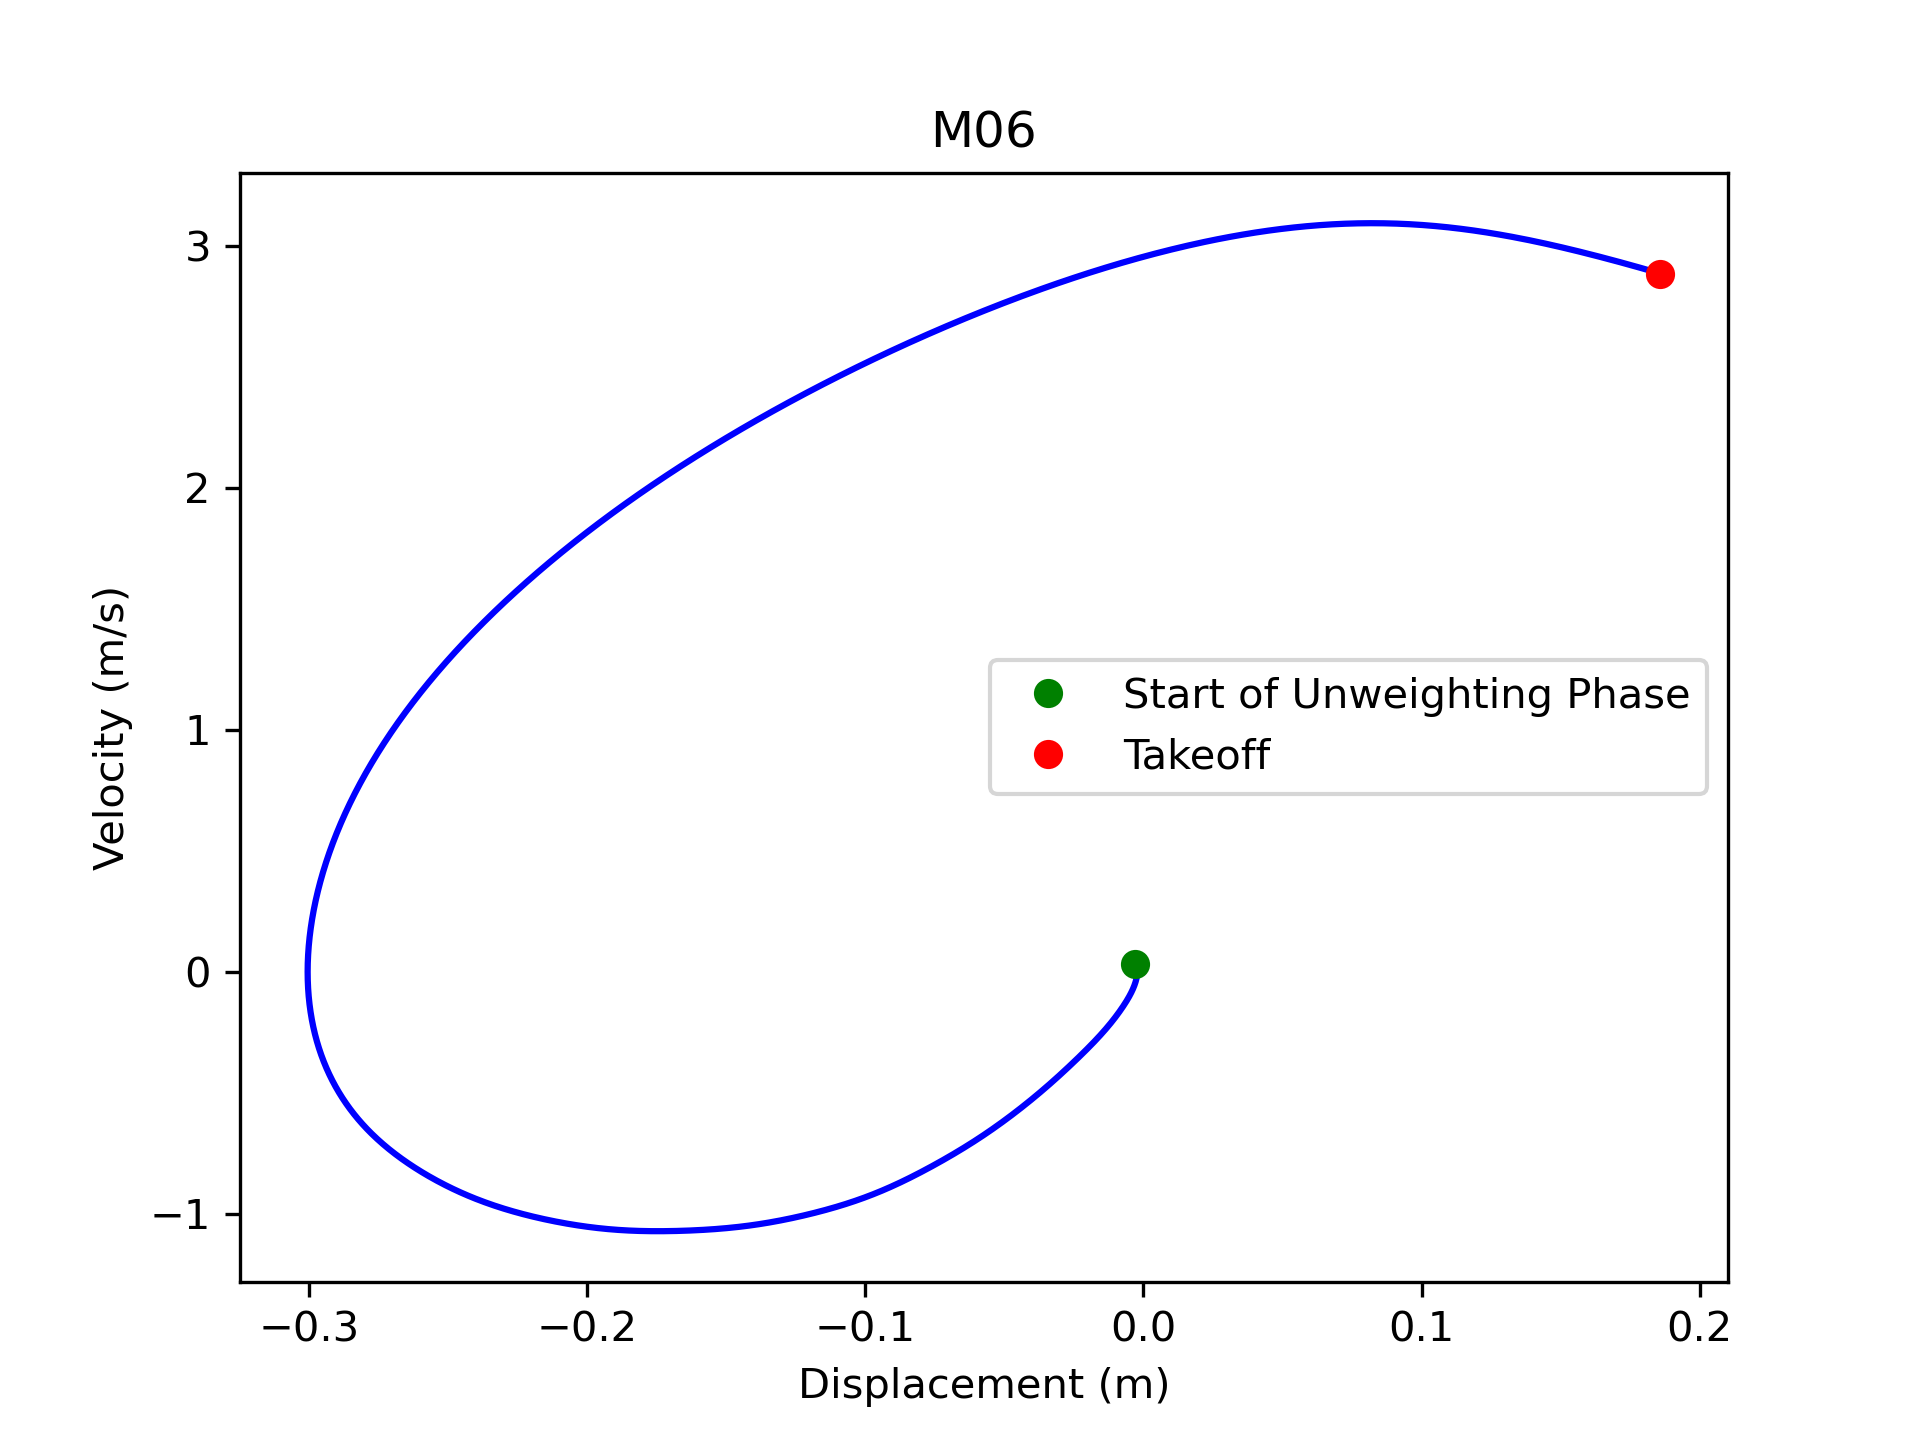 M06
3
2
1
0
−1
Velocity (m/s)
Start of Unweighting Phase
Takeoff
−0.3 −0.2 −0.1 0.0 0.1 0.2
Displacement (m)